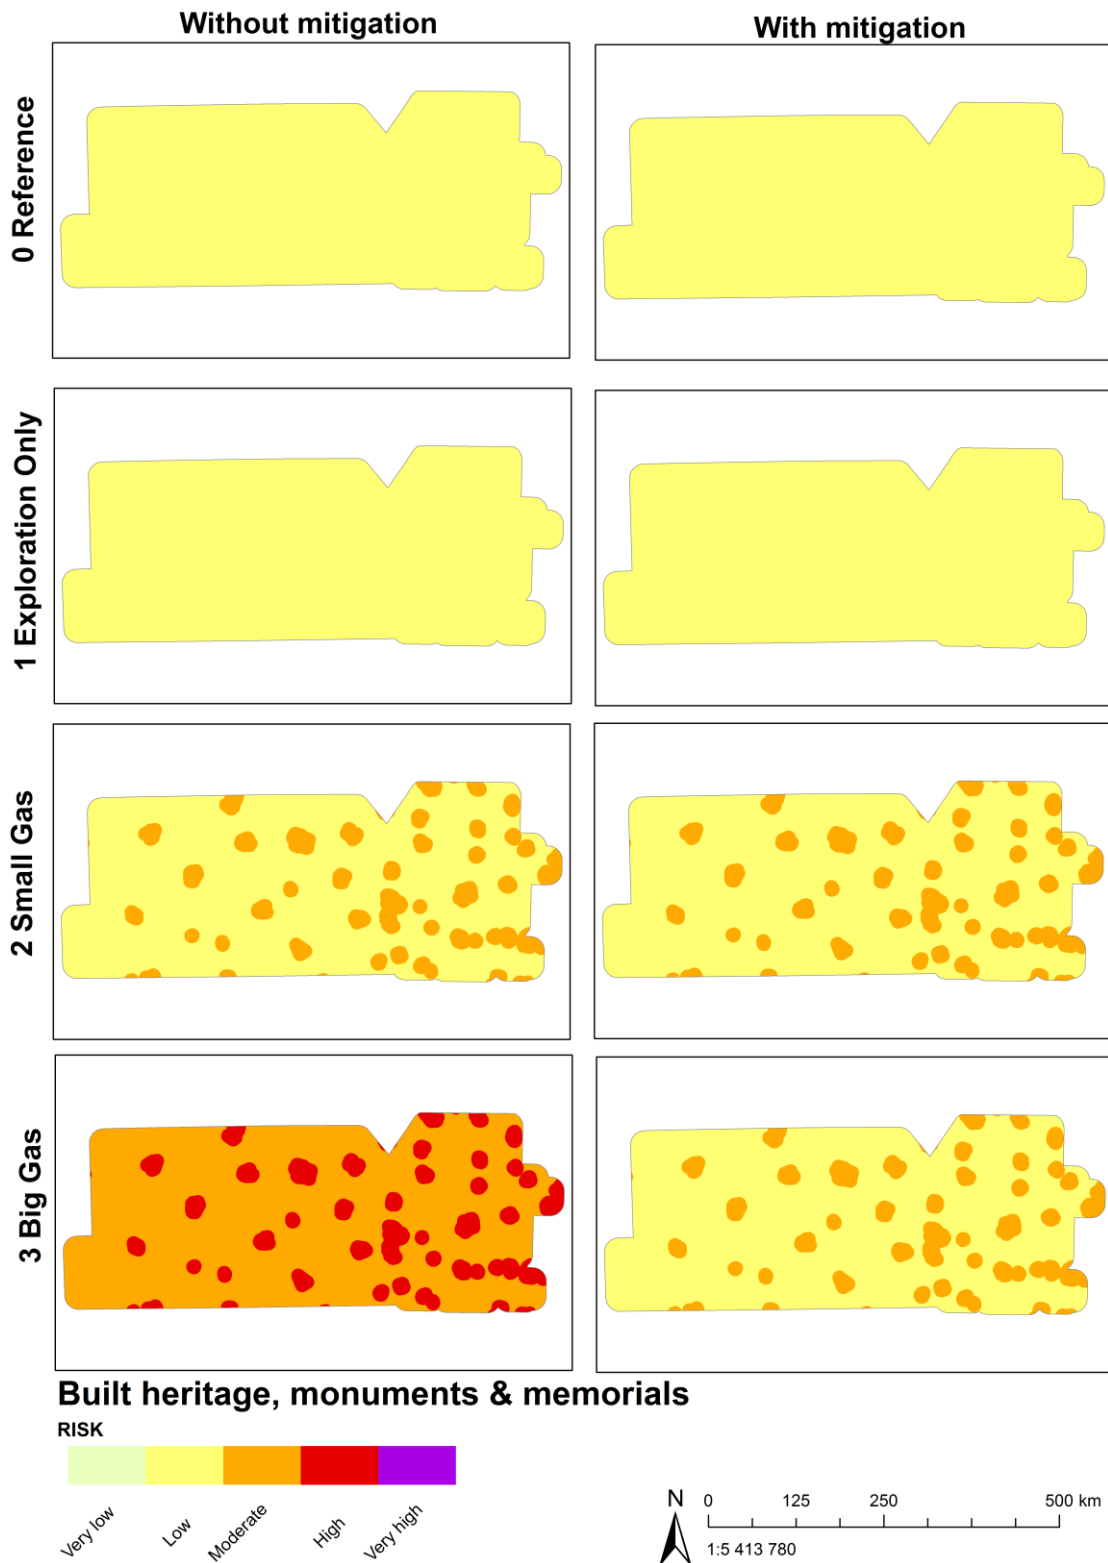 Without mitigation
With mitigation
0 Reference
1 Exploration Only
2 Small Gas
3 Big Gas
Built heritage, monuments & memorials
RISK
Very low
Low
Moderate
High
Very high
N
0 125 250 500 km
1:5 413 780